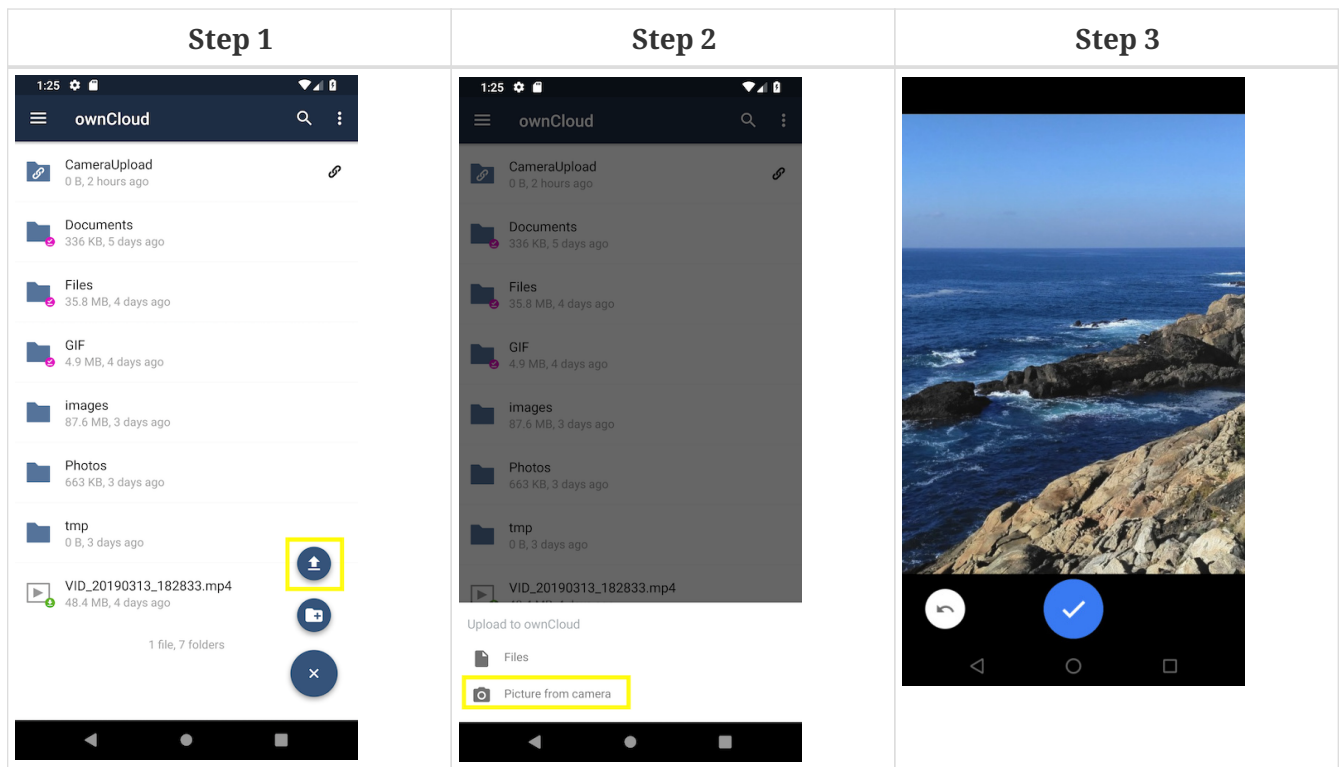 Step 1
Step 2
Step 3
1:25
ownCloud
CameraUpload
0 B, 2 hours ago
Documents
336 KB, 5 days ago
Files
35.8 MB, 4 days ago
GIF
4.9 MB, 4 days ago
images
87.6 MB, 3 days ago
Photos
663 KB, 3 days ago
tmp
0 B, 3 days ago
VID_20190313_182833.mp4
48.4 MB, 4 days ago
1 file, 7 folders
1:25
ownCloud
CameraUpload
0 B, 2 hours ago
Documents
336 KB, 5 days ago
Files
35.8 MB, 4 days ago
GIF
4.9 MB, 4 days ago
images
87.6 MB, 3 days ago
Photos
663 KB, 3 days ago
tmp
0 B, 3 days ago
VID_20190313_182833.mp4
Upload to ownCloud
Files
Picture from camera